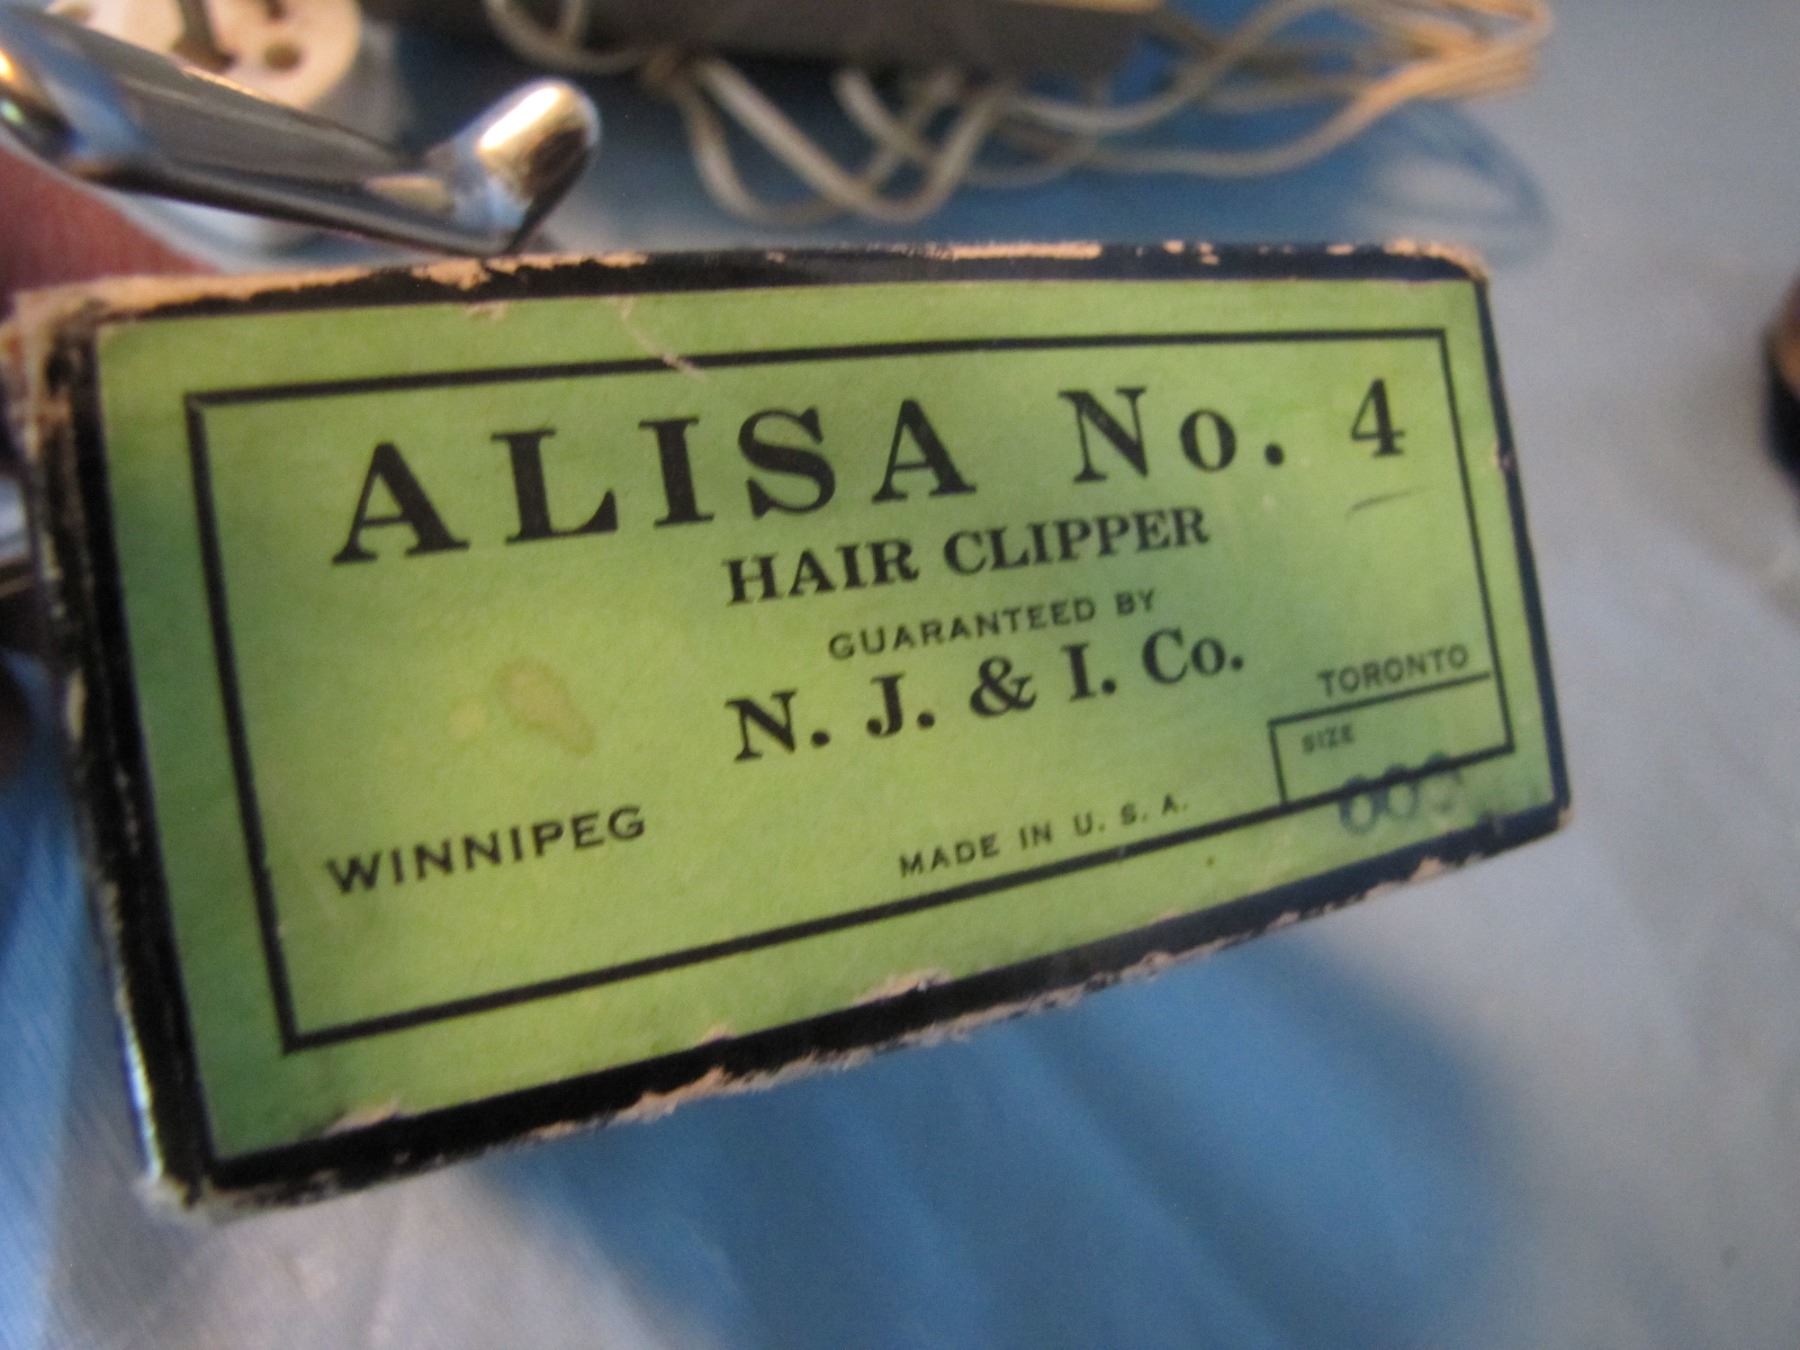 ALISA No. 4
HAIR CLIPPER
GUARANTEED BY
N. J. & I. Co.
WINNIPEG
TORONTO
MADE IN U. S. A.
SIZE